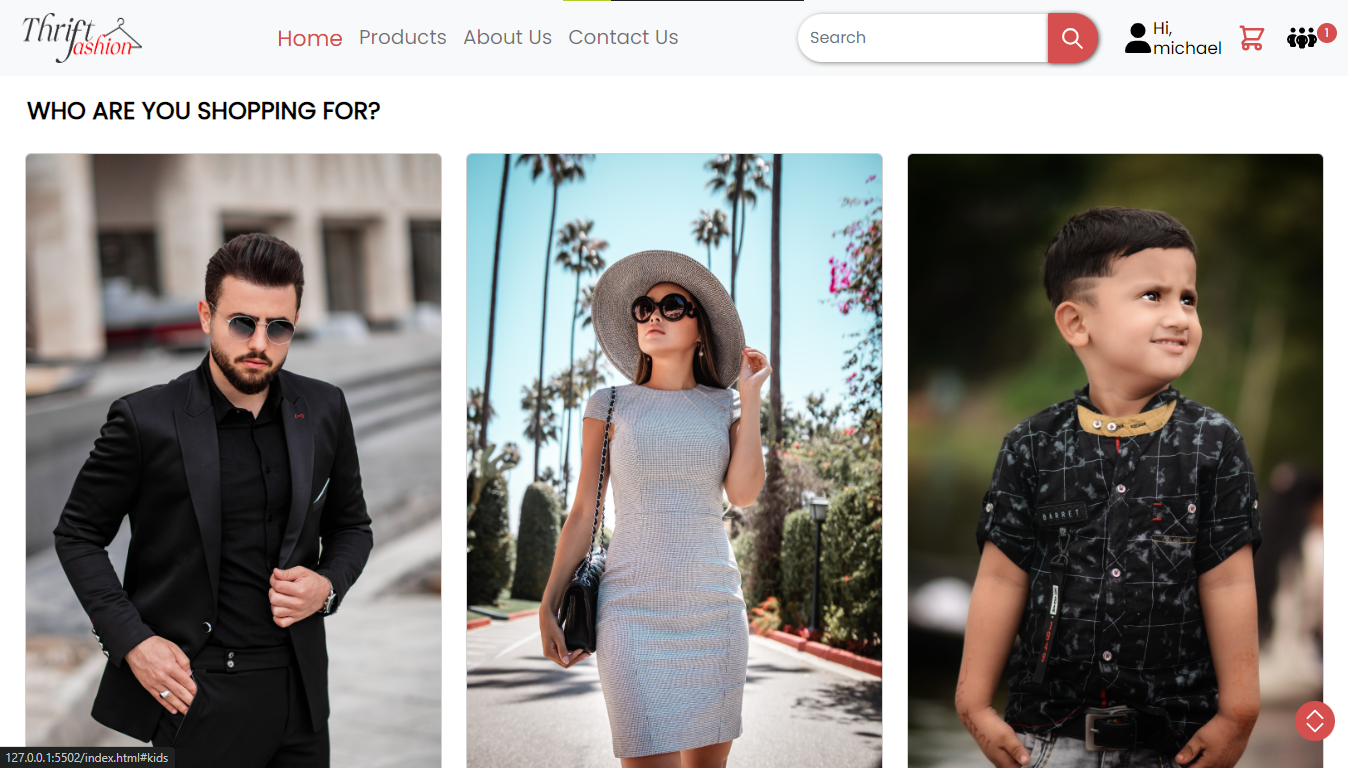 Thrift
fashion
Home
Products
About Us
Contact Us
Search
Hi,
michael
1
WHO ARE YOU SHOPPING FOR?
BARRET
127.0.0.1:5502/index.html#kids